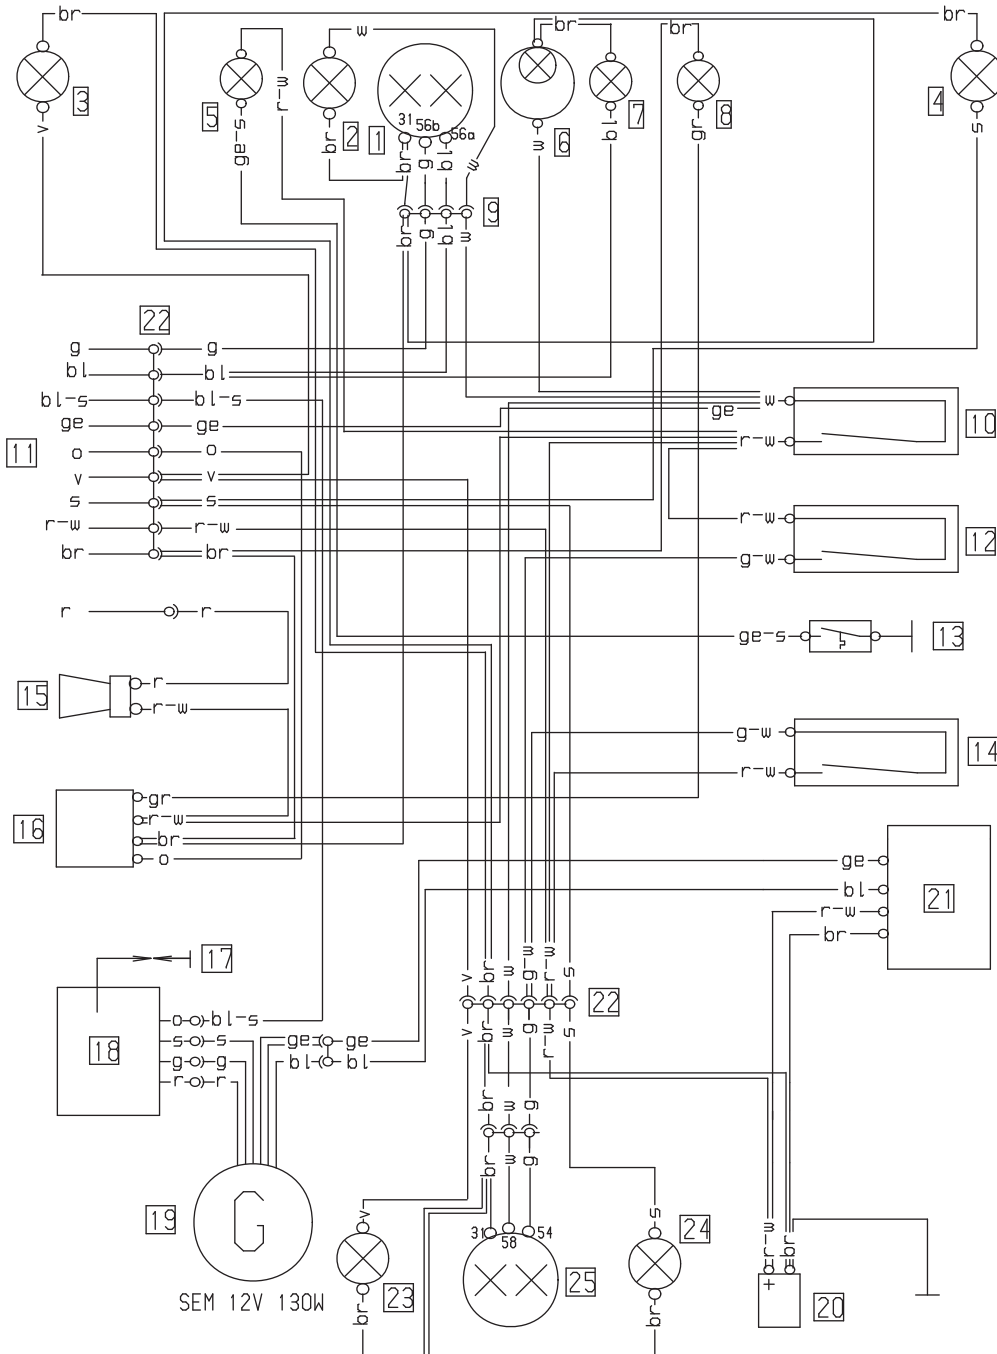 br
br
br
w
br
3
5
2
1
6
7
8
4
v
r-w
ge-s
br
31
56b
56a
br
g
bl
w
w
bl
gr
s
9
br
g
bl
w
22
g
g
bl
bl
bl-s
bl-s
ge
ge
11
o
o
v
v
s
s
r-w
r-w
br
br
w
ge
10
r-w
r-w
12
g-w
r
r
ge-s
13
15
r
r-w
g-w
14
r-w
gr
16
r-w
br
o
ge
bl
21
r-w
br
17
v
br
w
g-w
r-w
s
22
18
o
bl-s
s
s
g
g
r
r
ge
ge
bl
bl
v
br
w
g
r-w
s
br
w
g
br
w
g
19
G
SEM 12V 130W
v
31
58
54
s
24
23
25
br
br
r-w
br
+
20